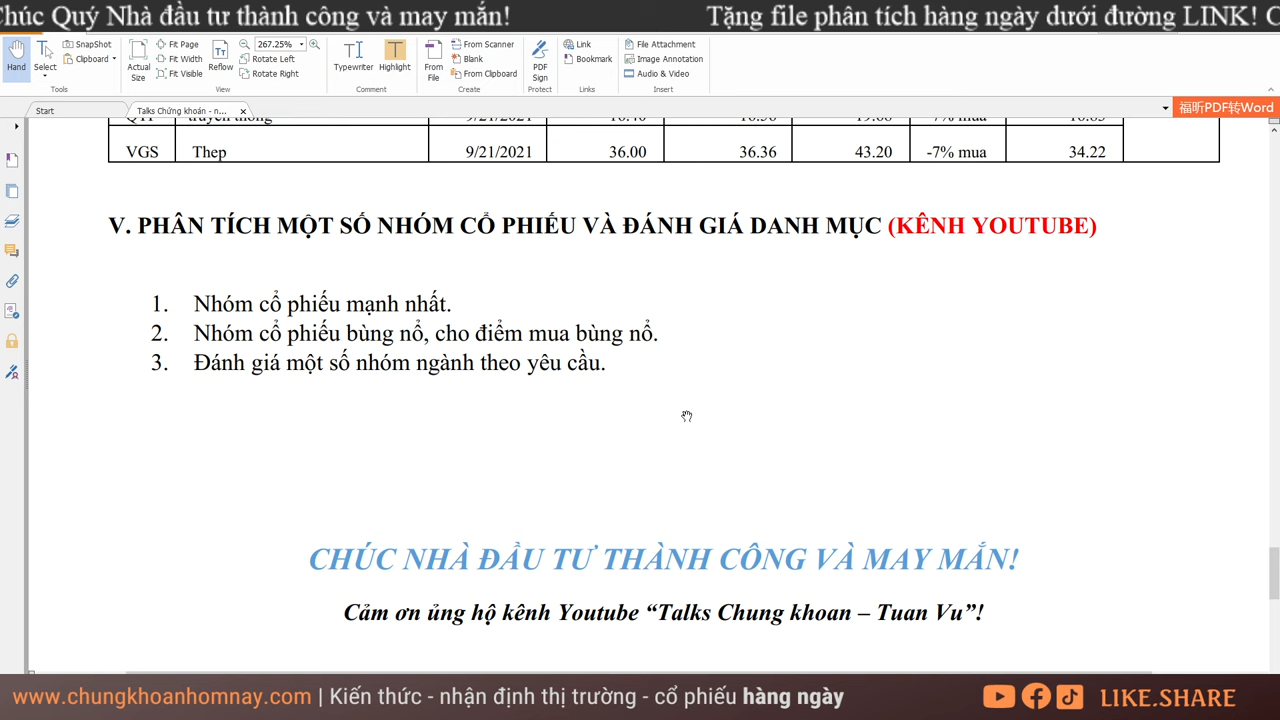 Chúc Quý Nhà đầu tư thành công và may mắn! Tặng file phân tích hàng ngày dưới đường LINK!
Hand
Select
SnapShot
Clipboard
Tools
Actual Size
Fit Page
Fit Width
Fit Visible
Reflow
267.25%
Rotate Left
Rotate Right
View
Typewriter
Highlight
Comment
From File
From Scanner
Blank
From Clipboard
Create
PDF Sign
Protect
Link
Bookmark
Links
File Attachment
Image Annotation
Audio & Video
Insert
Start
Talks Chứng khoán - n...
福昕PDF转Word
truyền thông 9/21/2021 -7% mua
VGS Thep 9/21/2021 36.00 36.36 43.20 -7% mua 34.22
V. PHÂN TÍCH MỘT SỐ NHÓM CỔ PHIẾU VÀ ĐÁNH GIÁ DANH MỤC (KÊNH YOUTUBE)
1. Nhóm cổ phiếu mạnh nhất.
2. Nhóm cổ phiếu bùng nổ, cho điểm mua bùng nổ.
3. Đánh giá một số nhóm ngành theo yêu cầu.
CHÚC NHÀ ĐẦU TƯ THÀNH CÔNG VÀ MAY MẮN!
Cảm ơn ủng hộ kênh Youtube “Talks Chung khoan – Tuan Vu”!
www.chungkhoanhomnay.com | Kiến thức - nhận định thị trường - cổ phiếu hàng ngày
LIKE.SHARE